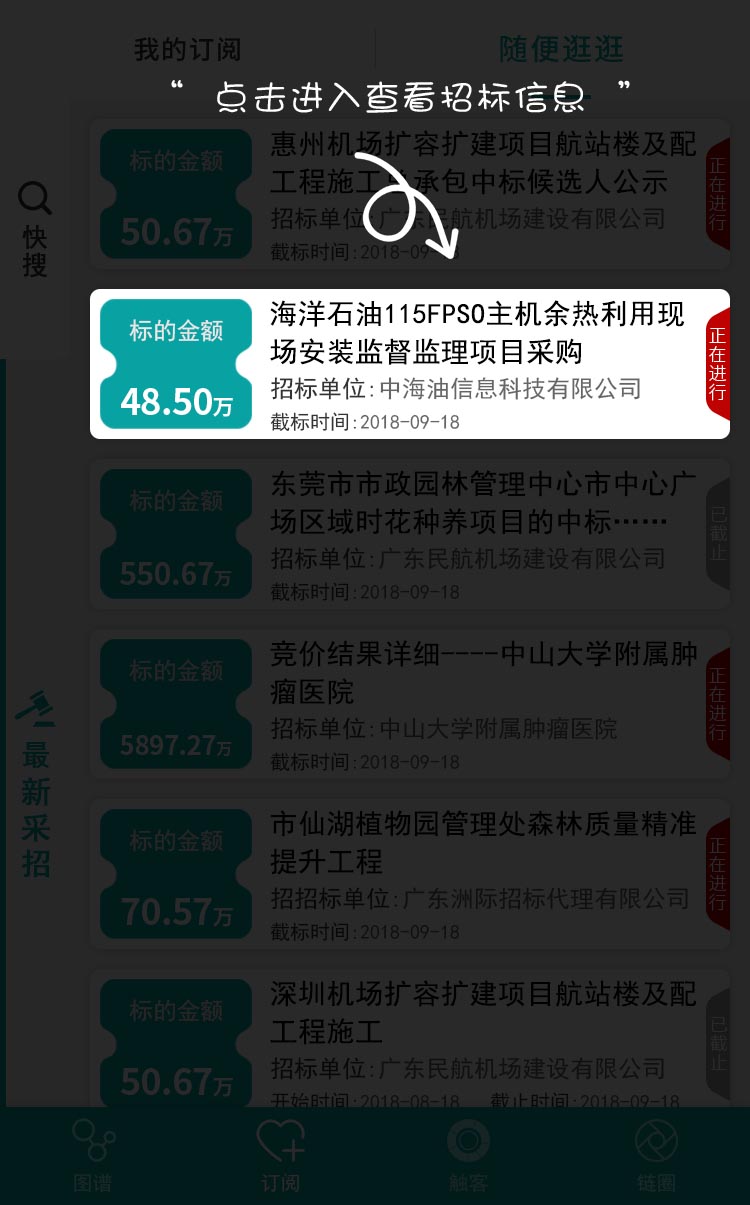 我的订阅
随便逛逛
“ 点击进入查看招标信息 ”
快搜
标的金额
50.67万
惠州机场扩容扩建项目航站楼及配
工程施工总承包中标候选人公示
招标单位:广东民航机场建设有限公司
截标时间:2018-09-18
正在进行
标的金额
48.50万
海洋石油115FPSO主机余热利用现
场安装监督监理项目采购
招标单位:中海油信息科技有限公司
截标时间:2018-09-18
正在进行
标的金额
550.67万
东莞市市政园林管理中心市中心广
场区域时花种养项目的中标……
招标单位:广东民航机场建设有限公司
截标时间:2018-09-18
已截止
最新采招
标的金额
5897.27万
竞价结果详细----中山大学附属肿
瘤医院
招标单位:中山大学附属肿瘤医院
截标时间:2018-09-18
正在进行
标的金额
70.57万
市仙湖植物园管理处森林质量精准
提升工程
招招标单位:广东洲际招标代理有限公司
截标时间:2018-09-18
正在进行
标的金额
50.67万
深圳机场扩容扩建项目航站楼及配
工程施工
招标单位:广东民航机场建设有限公司
开始时间:2018-08-18 截止时间:2018-09-18
已截止
图谱
订阅
触客
链圈